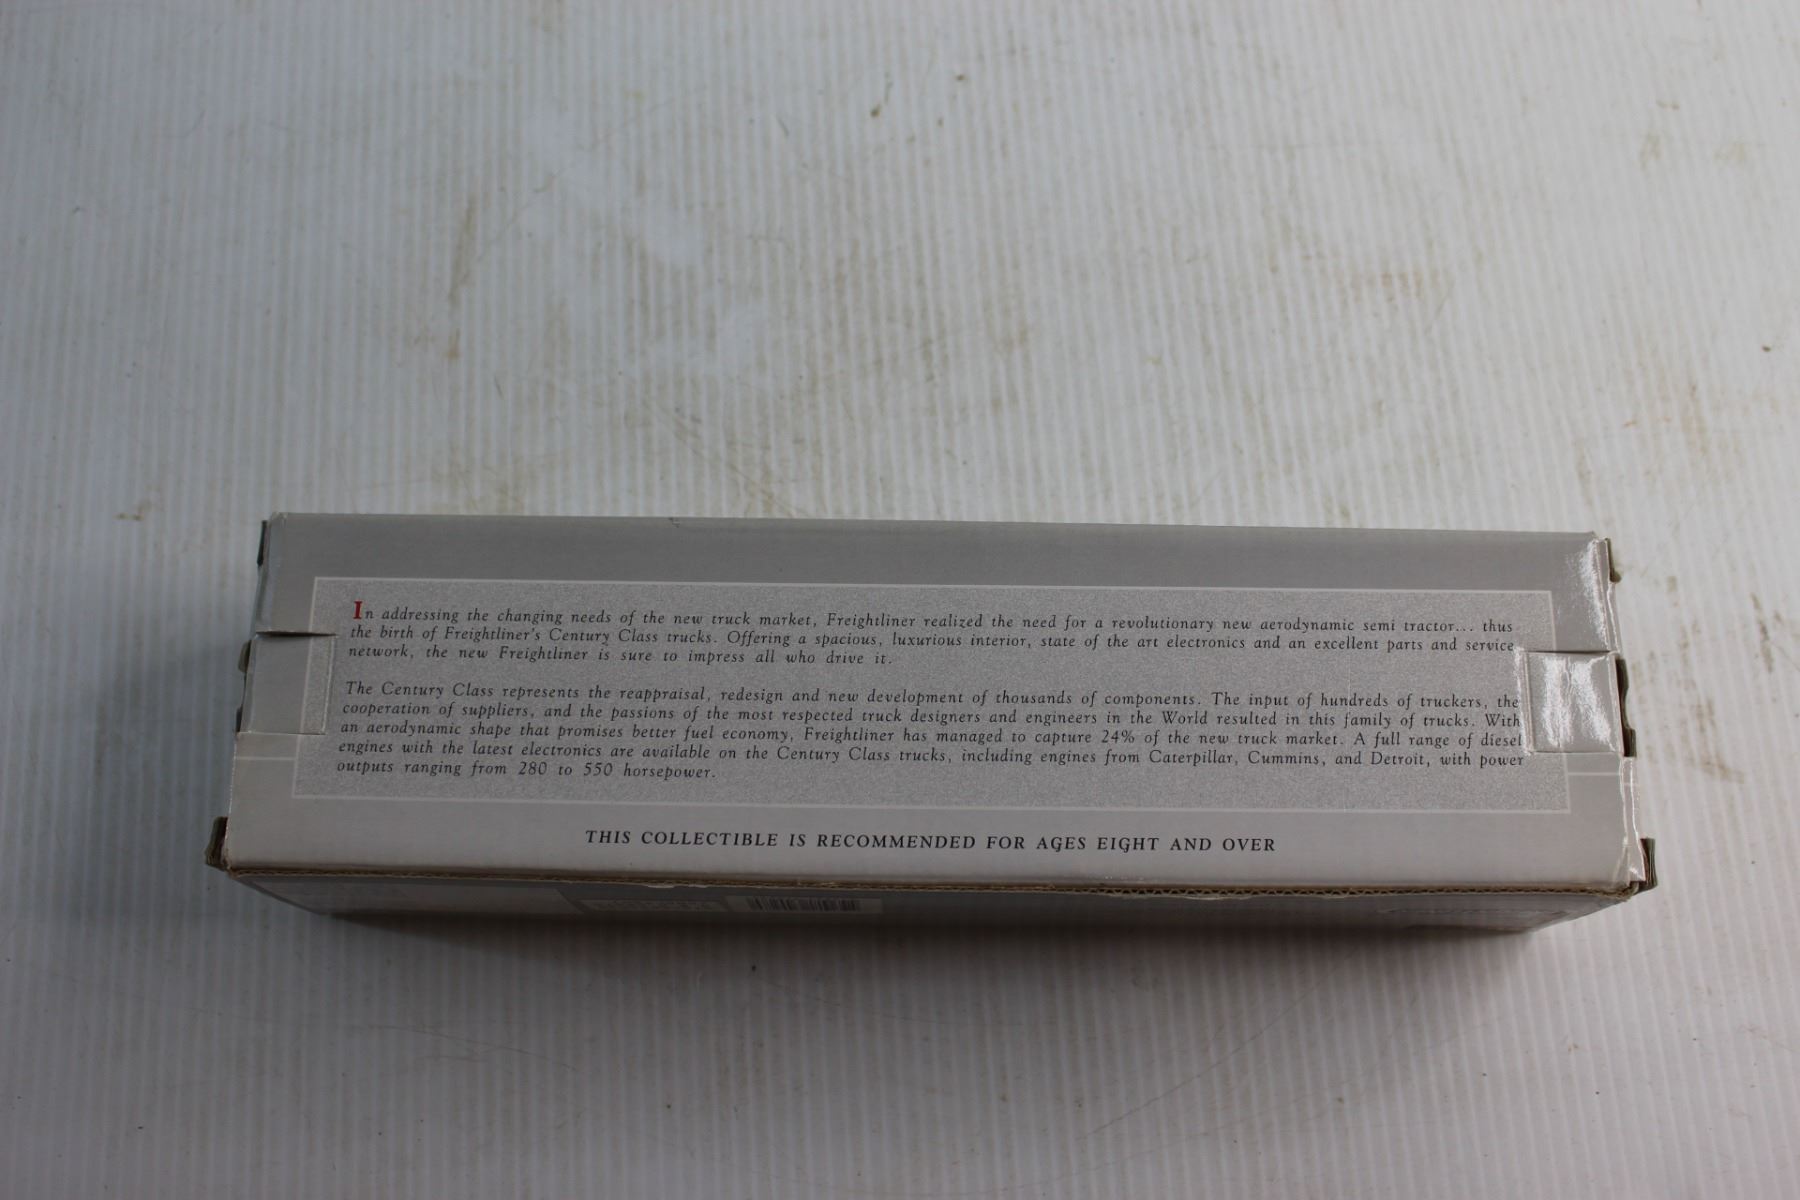 In addressing the changing needs of the new truck market, Freightliner realized the need for a revolutionary new aerodynamic semi tractor... thus
the birth of Freightliner's Century Class trucks. Offering a spacious, luxurious interior, state of the art electronics and an excellent parts and service
network, the new Freightliner is sure to impress all who drive it.
The Century Class represents the reappraisal, redesign and new development of thousands of components. The input of hundreds of truckers, the
cooperation of suppliers, and the passions of the most respected truck designers and engineers in the World resulted in this family of trucks. With
an aerodynamic shape that promises better fuel economy, Freightliner has managed to capture 24% of the new truck market. A full range of diesel
engines with the latest electronics are available on the Century Class trucks, including engines from Caterpillar, Cummins, and Detroit, with power
outputs ranging from 280 to 550 horsepower.
THIS COLLECTIBLE IS RECOMMENDED FOR AGES EIGHT AND OVER